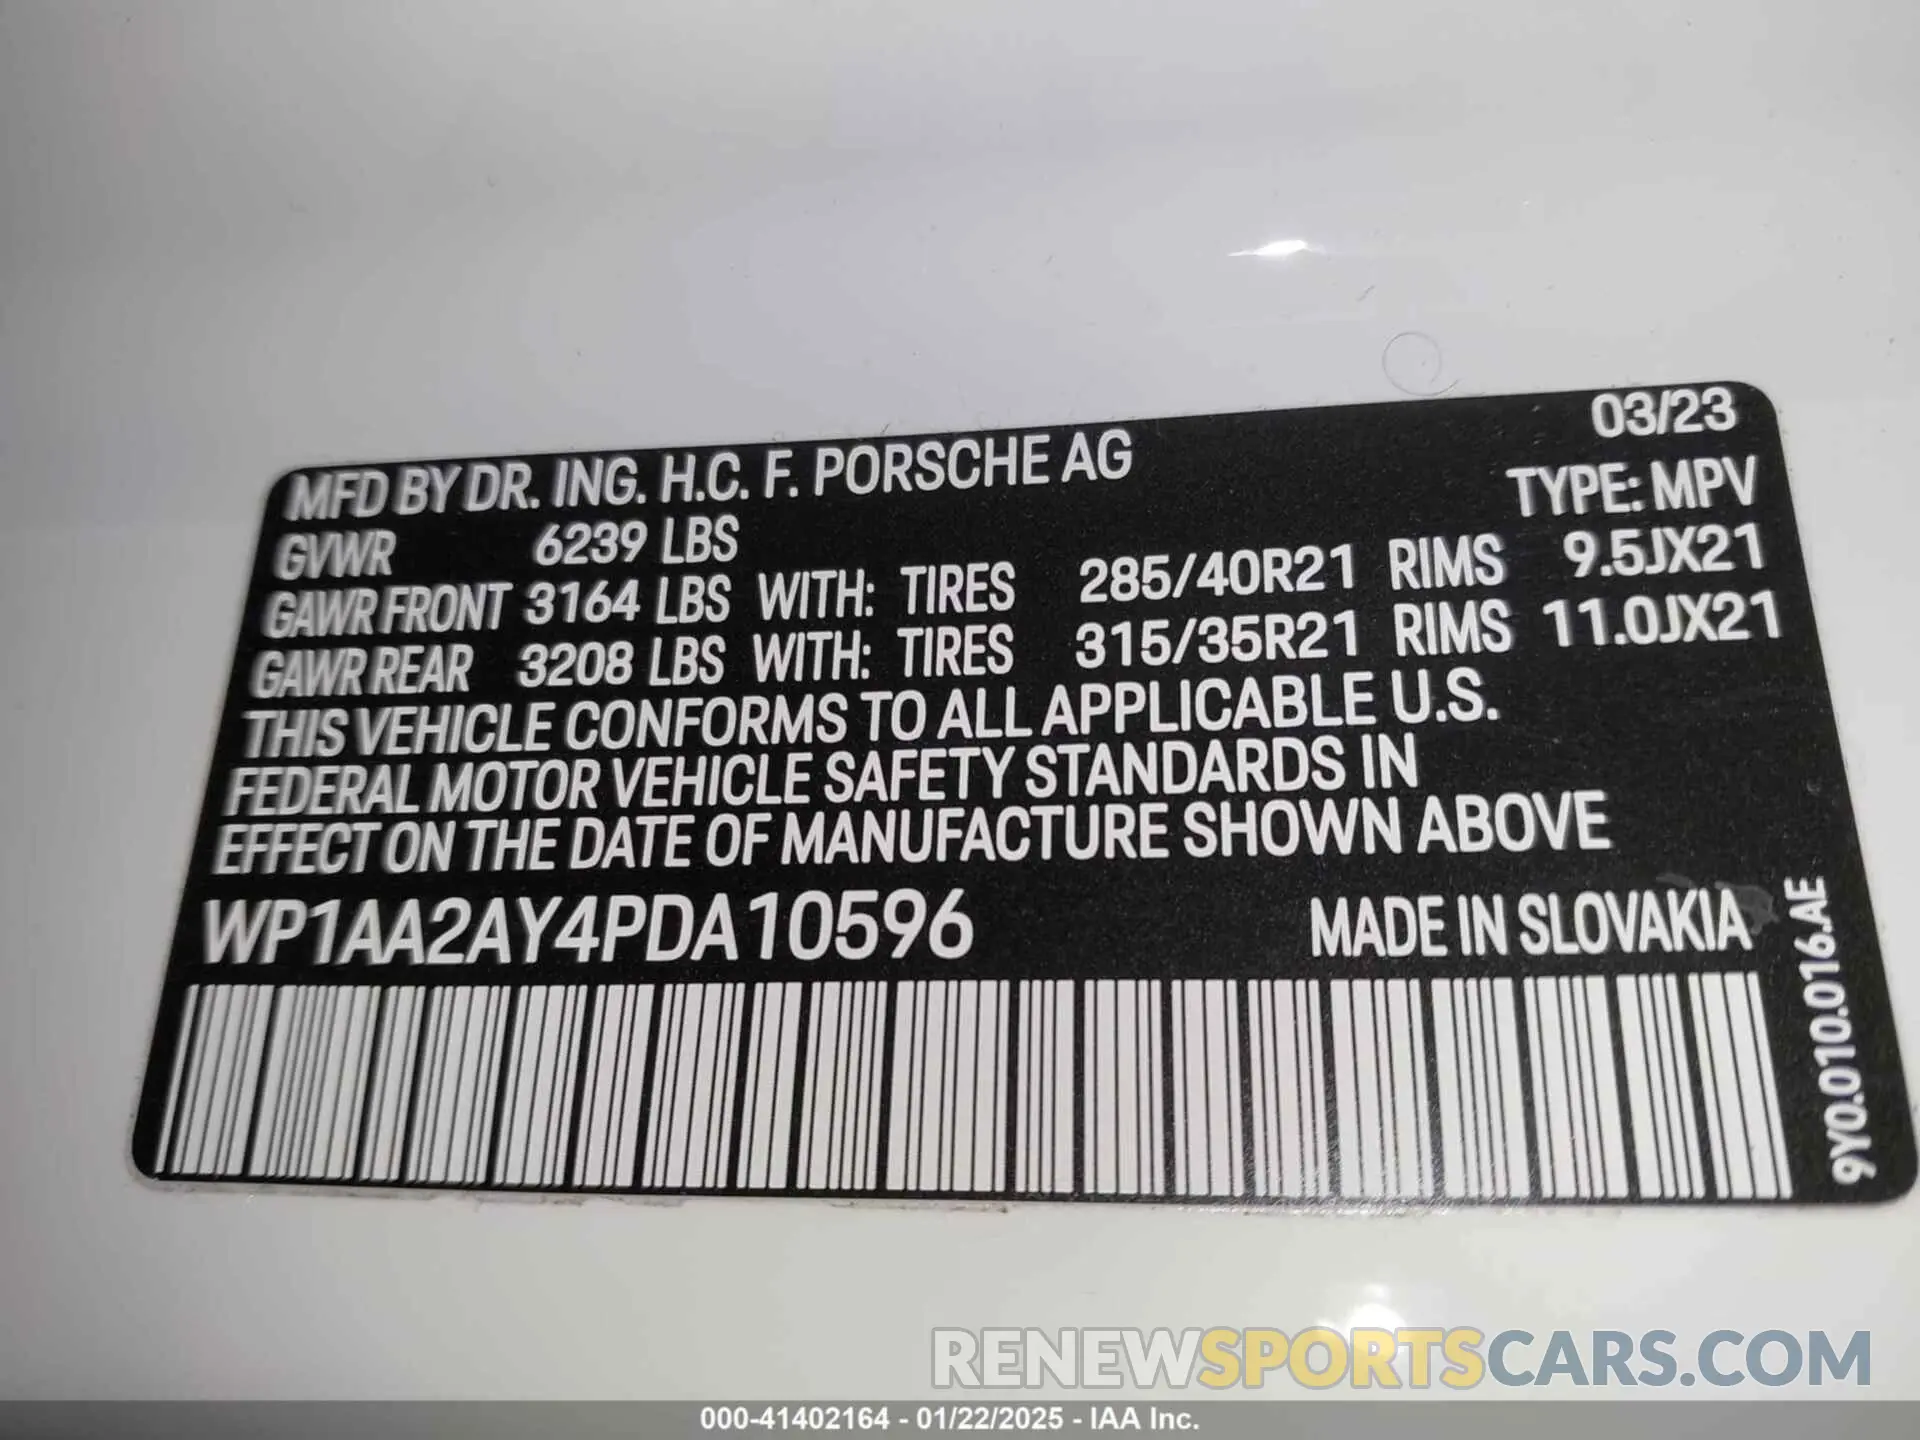 03/23
MFD BY DR. ING. H.C. F. PORSCHE AG
TYPE: MPV
GVWR 6239 LBS
GAWR FRONT 3164 LBS WITH: TIRES 285/40R21 RIMS 9.5JX21
GAWR REAR 3208 LBS WITH: TIRES 315/35R21 RIMS 11.0JX21
THIS VEHICLE CONFORMS TO ALL APPLICABLE U.S.
FEDERAL MOTOR VEHICLE SAFETY STANDARDS IN
EFFECT ON THE DATE OF MANUFACTURE SHOWN ABOVE
WP1AA2AY4PDA10596 MADE IN SLOVAKIA
9Y0.010.016.AE
RENEWSPORTSCARS.COM
000-41402164 - 01/22/2025 - IAA Inc.